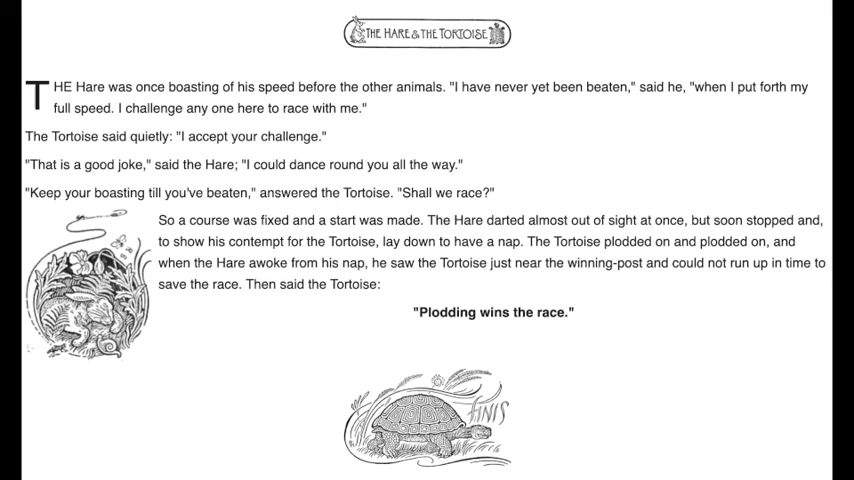 THE HARE & THE TORTOISE
THE Hare was once boasting of his speed before the other animals. "I have never yet been beaten," said he, "when I put forth my
full speed. I challenge any one here to race with me."
The Tortoise said quietly: "I accept your challenge."
"That is a good joke," said the Hare; "I could dance round you all the way."
"Keep your boasting till you've beaten," answered the Tortoise. "Shall we race?"
So a course was fixed and a start was made. The Hare darted almost out of sight at once, but soon stopped and,
to show his contempt for the Tortoise, lay down to have a nap. The Tortoise plodded on and plodded on, and
when the Hare awoke from his nap, he saw the Tortoise just near the winning-post and could not run up in time to
save the race. Then said the Tortoise:
"Plodding wins the race."
FINIS